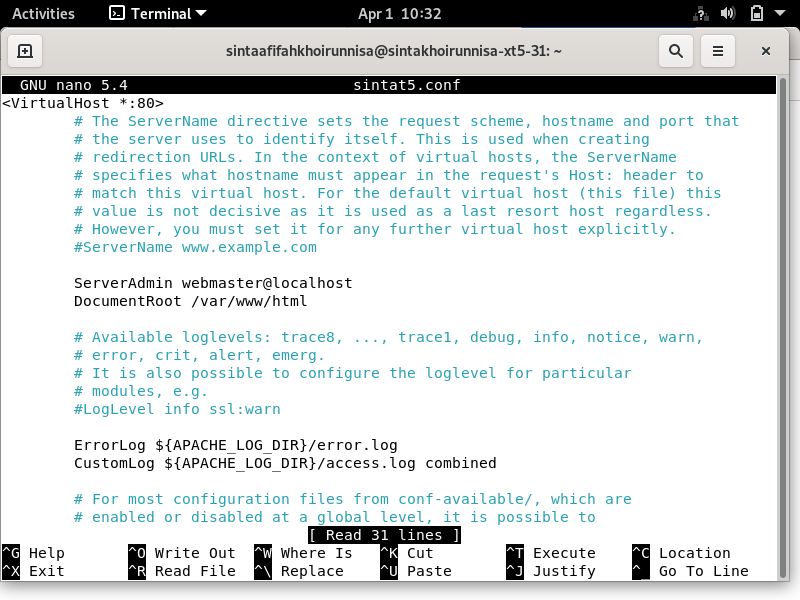 Activities Terminal Apr 1 10:32
sintaafifahkhoirunnisa@sintakhoirunnisa-xt5-31: ~
GNU nano 5.4 sintat5.conf
<VirtualHost *:80>
# The ServerName directive sets the request scheme, hostname and port that
# the server uses to identify itself. This is used when creating
# redirection URLs. In the context of virtual hosts, the ServerName
# specifies what hostname must appear in the request's Host: header to
# match this virtual host. For the default virtual host (this file) this
# value is not decisive as it is used as a last resort host regardless.
# However, you must set it for any further virtual host explicitly.
#ServerName www.example.com
ServerAdmin webmaster@localhost
DocumentRoot /var/www/html
# Available loglevels: trace8, ..., trace1, debug, info, notice, warn,
# error, crit, alert, emerg.
# It is also possible to configure the loglevel for particular
# modules, e.g.
#LogLevel info ssl:warn
ErrorLog ${APACHE_LOG_DIR}/error.log
CustomLog ${APACHE_LOG_DIR}/access.log combined
# For most configuration files from conf-available/, which are
# enabled or disabled at a global level, it is possible to
[ Read 31 lines ]
^G Help ^O Write Out ^W Where Is ^K Cut ^T Execute ^C Location
^X Exit ^R Read File ^\ Replace ^U Paste ^J Justify ^_ Go To Line